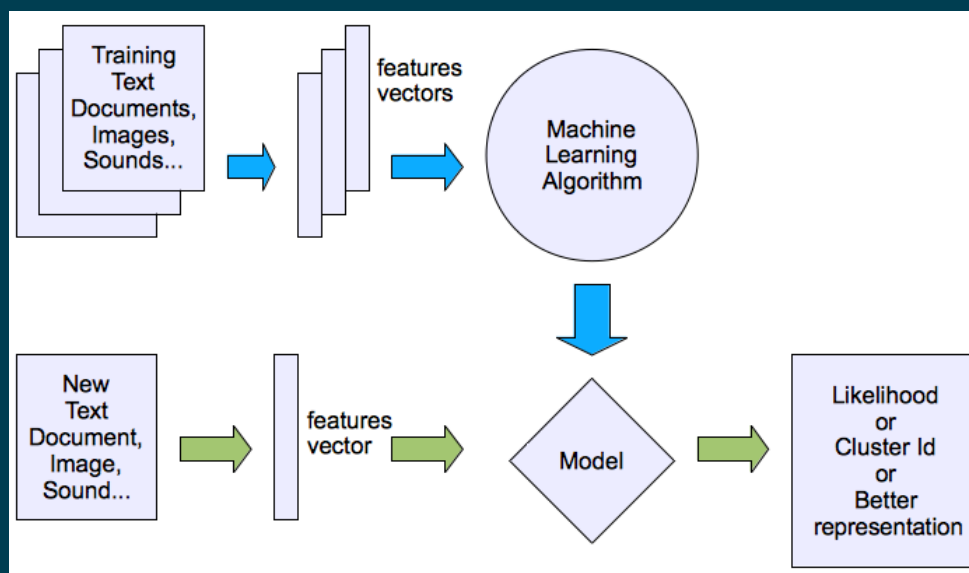 Training
Text
Documents,
Images,
Sounds...
features
vectors
Machine
Learning
Algorithm
New
Text
Document,
Image,
Sound...
features
vector
Model
Likelihood
or
Cluster Id
or
Better
representation